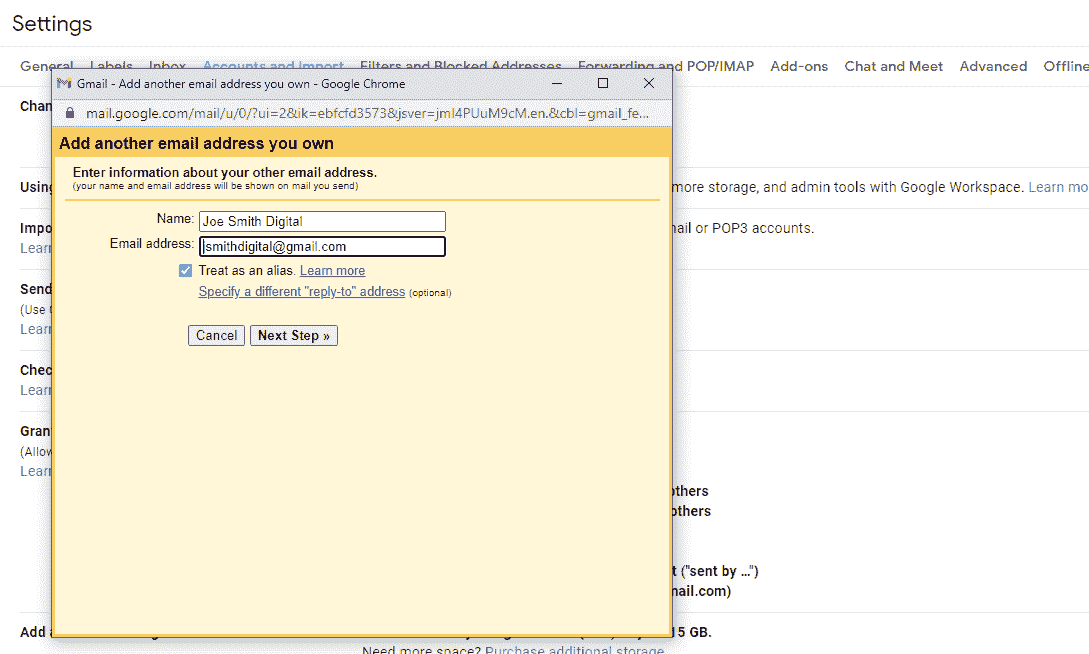 Settings
General Labels Inbox Accounts and Import Filters and Blocked Addresses Forwarding and POP/IMAP Add-ons Chat and Meet Advanced Offline
Gmail - Add another email address you own - Google Chrome
mail.google.com/mail/u/0/?ui=2&ik=ebfcfd3573&jsver=jmI4PUuM9cM.en.&cbl=gmail_fe...
Add another email address you own
Enter information about your other email address.
(your name and email address will be shown on mail you send)
Name: Joe Smith Digital
Email address: jsmithdigital@gmail.com
Treat as an alias. Learn more
Specify a different "reply-to" address (optional)
Cancel Next Step »
Chan
Using more storage, and admin tools with Google Workspace. Learn mo
Impo ail or POP3 accounts.
Learn
Send
(Use
Learn
Chec
Learn
Gran
(Allow
Learn
others
others
t ("sent by ...")
mail.com)
Add 15 GB.
Need more space? Purchase additional storage